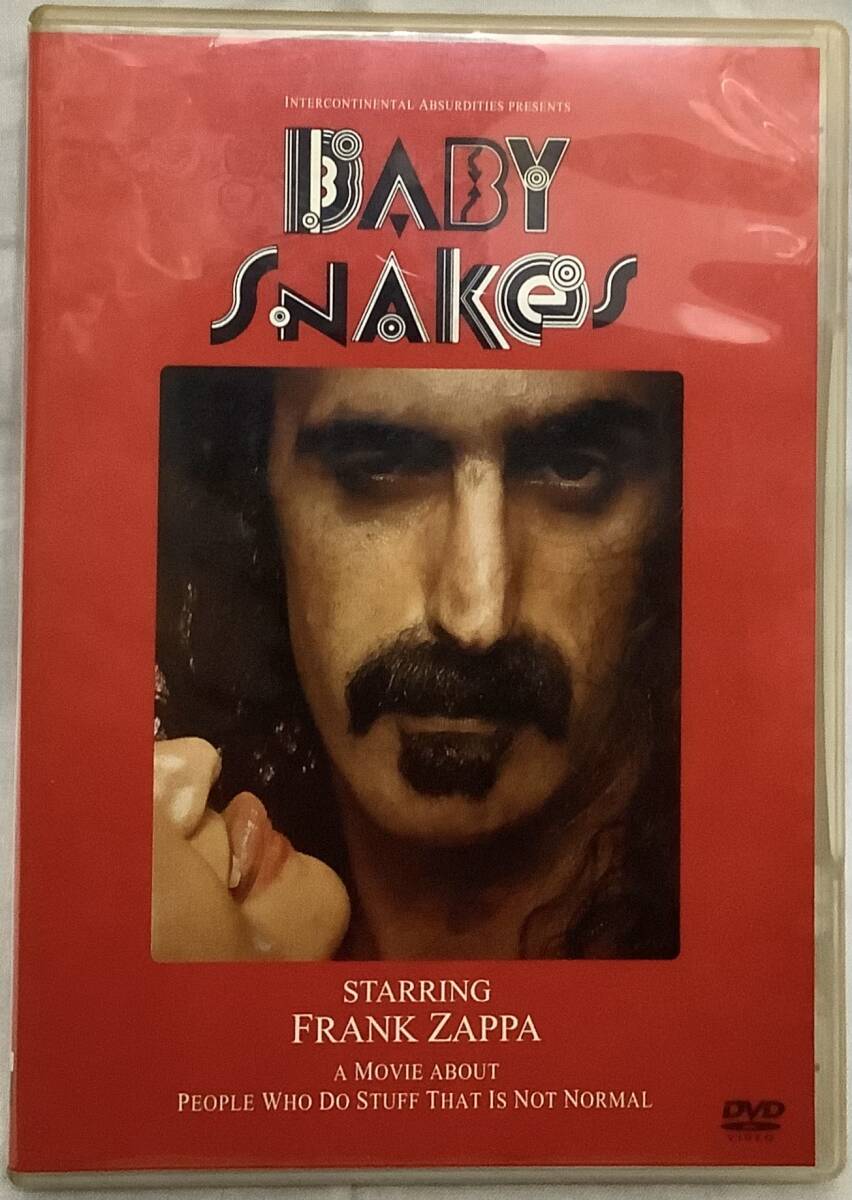 INTERCONTINENTAL ABSURDITIES PRESENTS
BABY
SNAKES
STARRING
FRANK ZAPPA
A MOVIE ABOUT
PEOPLE WHO DO STUFF THAT IS NOT NORMAL
DVD
VIDEO